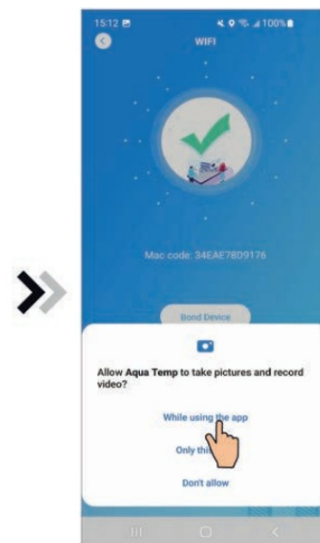 15:12
100%
WIFI
Mac code: 34EAE78D9176
Bond Device
Allow Aqua Temp to take pictures and record
video?
While using the app
Only thi
Don't allow